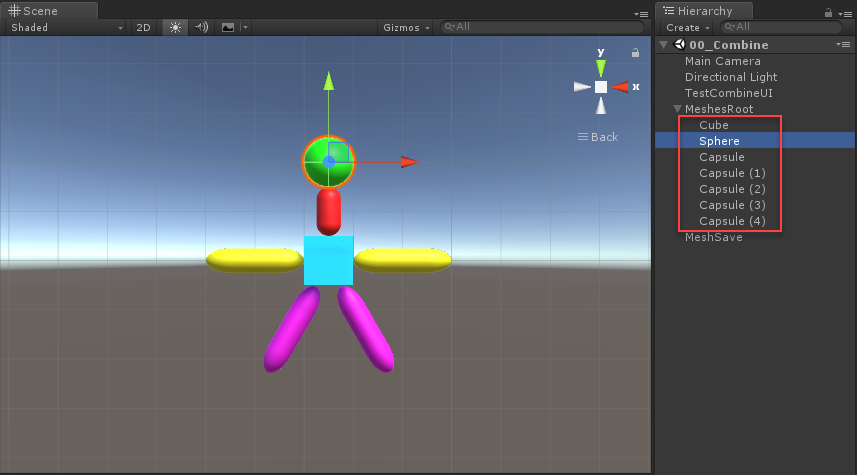 Scene
Shaded
2D
Gizmos
All
y
x
Back
Hierarchy
Create
All
00_Combine
Main Camera
Directional Light
TestCombineUI
MeshesRoot
Cube
Sphere
Capsule
Capsule (1)
Capsule (2)
Capsule (3)
Capsule (4)
MeshSave